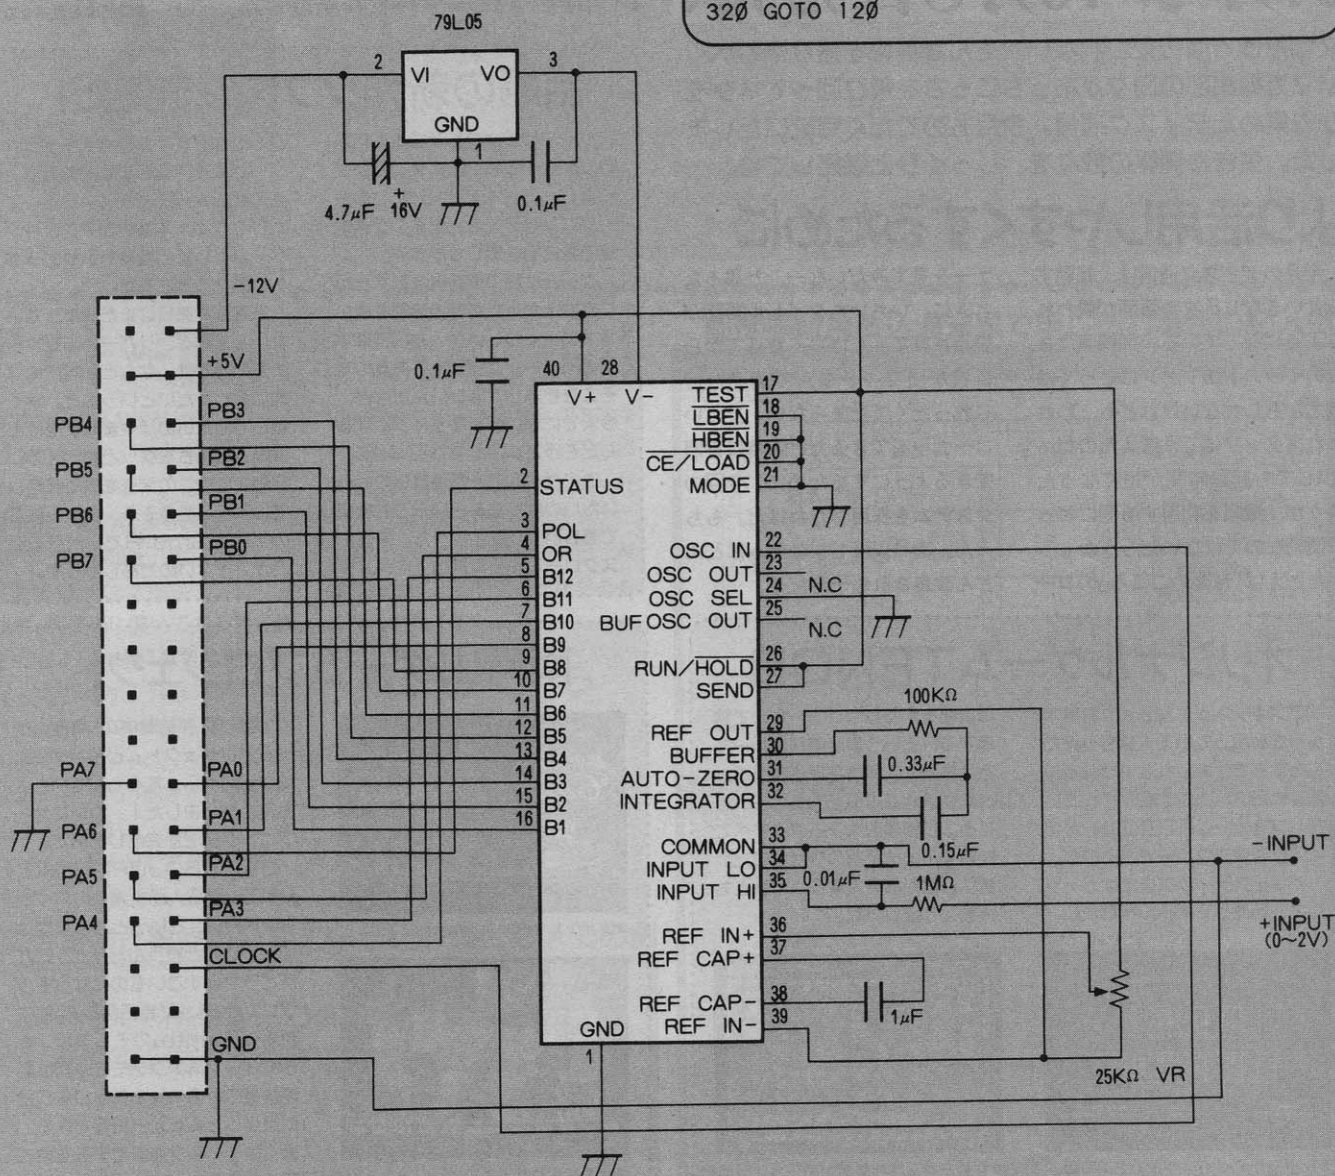 320 GOTO 120
79L05
2
VI
VO
3
GND
1
4.7μF
+
16V
0.1μF
-12V
+5V
0.1μF
40
28
V+
V-
PB4
PB3
PB5
PB2
PB6
PB1
PB7
PB0
PA7
PA0
PA6
PA1
PA5
PA2
PA4
PA3
CLOCK
GND
2
STATUS
3
POL
4
OR
5
B12
6
B11
7
B10
8
B9
9
B8
10
B7
11
B6
12
B5
13
B4
14
B3
15
B2
16
B1
GND
1
TEST
17
LBEN
18
HBEN
19
CE/LOAD
20
MODE
21
OSC IN
22
OSC OUT
23
N.C
OSC SEL
24
BUF OSC OUT
25
N.C
RUN/HOLD
26
SEND
27
100KΩ
REF OUT
29
BUFFER
30
AUTO-ZERO
31
0.33μF
INTEGRATOR
32
0.15μF
COMMON
33
INPUT LO
34
0.01μF
INPUT HI
35
1MΩ
-INPUT
+INPUT
(0~2V)
REF IN+
36
REF CAP+
37
REF CAP-
38
1μF
REF IN-
39
25KΩ VR